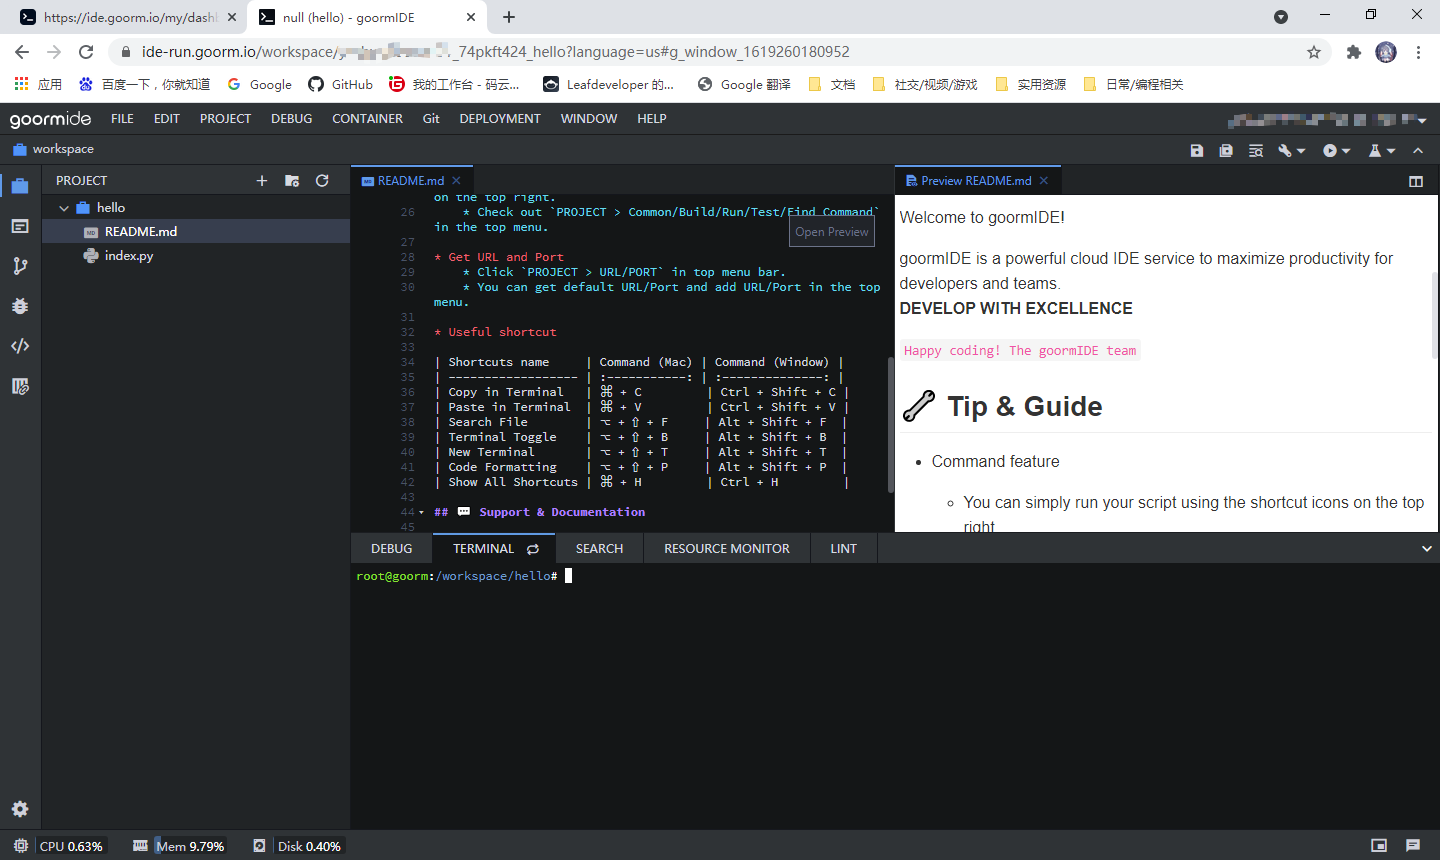 https://ide.goorm.io/my/dashb
null (hello) - goormIDE
ide-run.goorm.io/workspace/
_74pkft424_hello?language=us#g_window_1619260180952
应用
百度一下，你就知道
Google
GitHub
我的工作台 - 码云...
Leafdeveloper 的...
Google 翻译
文档
社交/视频/游戏
实用资源
日常/编程相关
goormide
FILE
EDIT
PROJECT
DEBUG
CONTAINER
Git
DEPLOYMENT
WINDOW
HELP
workspace
PROJECT
hello
README.md
index.py
README.md
on the top right.
26 * Check out `PROJECT > Common/Build/Run/Test/Find Command`
in the top menu.
Open Preview
27
28 * Get URL and Port
29 * Click `PROJECT > URL/PORT` in top menu bar.
30 * You can get default URL/Port and add URL/Port in the top
menu.
31
32 * Useful shortcut
33
34 | Shortcuts name | Command (Mac) | Command (Window) |
35 | ------------------ | :-----------: | :--------------: |
36 | Copy in Terminal | ⌘ + C | Ctrl + Shift + C |
37 | Paste in Terminal | ⌘ + V | Ctrl + Shift + V |
38 | Search File | ⌥ + ⇧ + F | Alt + Shift + F |
39 | Terminal Toggle | ⌥ + ⇧ + B | Alt + Shift + B |
40 | New Terminal | ⌥ + ⇧ + T | Alt + Shift + T |
41 | Code Formatting | ⌥ + ⇧ + P | Alt + Shift + P |
42 | Show All Shortcuts | ⌘ + H | Ctrl + H |
43
44 ## 💬 Support & Documentation
45
Preview README.md
Welcome to goormIDE!
goormIDE is a powerful cloud IDE service to maximize productivity for
developers and teams.
DEVELOP WITH EXCELLENCE
Happy coding! The goormIDE team
🔧 Tip & Guide
• Command feature
◦ You can simply run your script using the shortcut icons on the top
right
DEBUG
TERMINAL
SEARCH
RESOURCE MONITOR
LINT
root@goorm:/workspace/hello#
CPU 0.63%
Mem 9.79%
Disk 0.40%